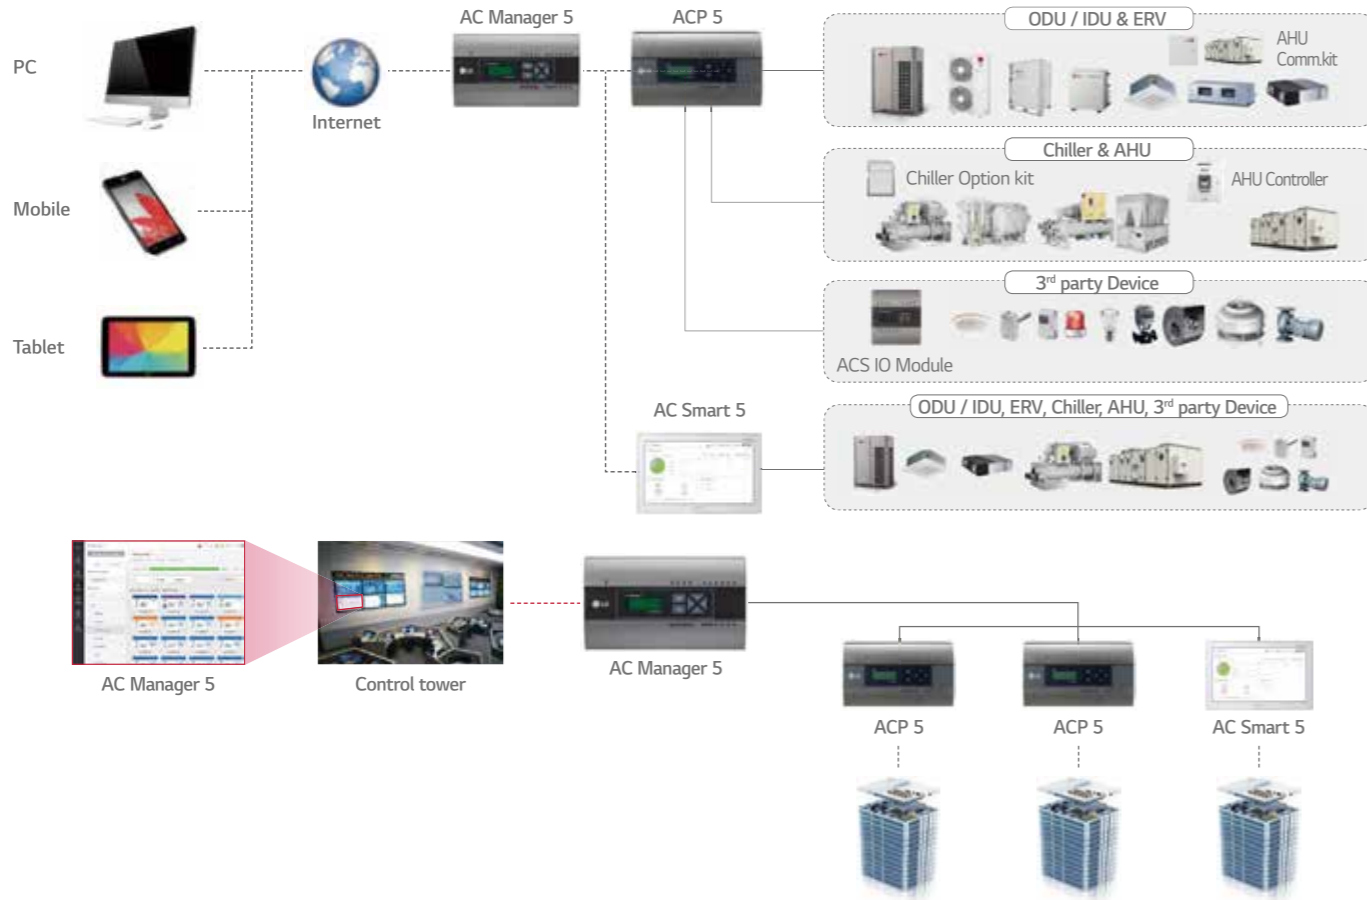 AC Manager 5
ACP 5
ODU / IDU & ERV
PC
Internet
AHU
Comm.kit
Chiller & AHU
Chiller Option kit
AHU Controller
Mobile
3rd party Device
ACS IO Module
Tablet
AC Smart 5
ODU / IDU, ERV, Chiller, AHU, 3rd party Device
LG
AC Manager 5
Control tower
AC Manager 5
ACP 5
ACP 5
AC Smart 5